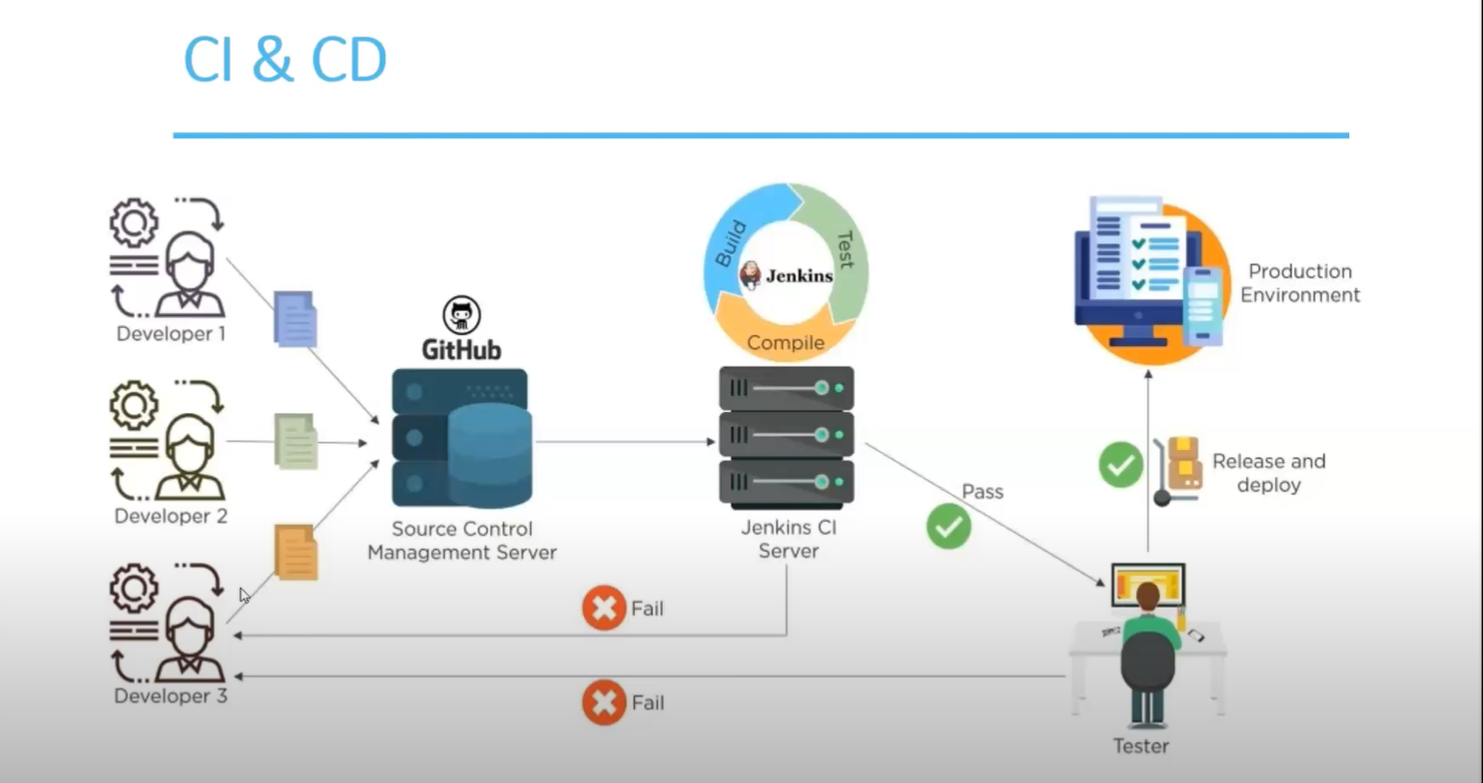 CI & CD
Developer 1
Developer 2
Developer 3
GitHub
Source Control
Management Server
Build
Test
Compile
Jenkins
Jenkins CI
Server
Pass
Fail
Fail
Tester
Release and
deploy
Production
Environment